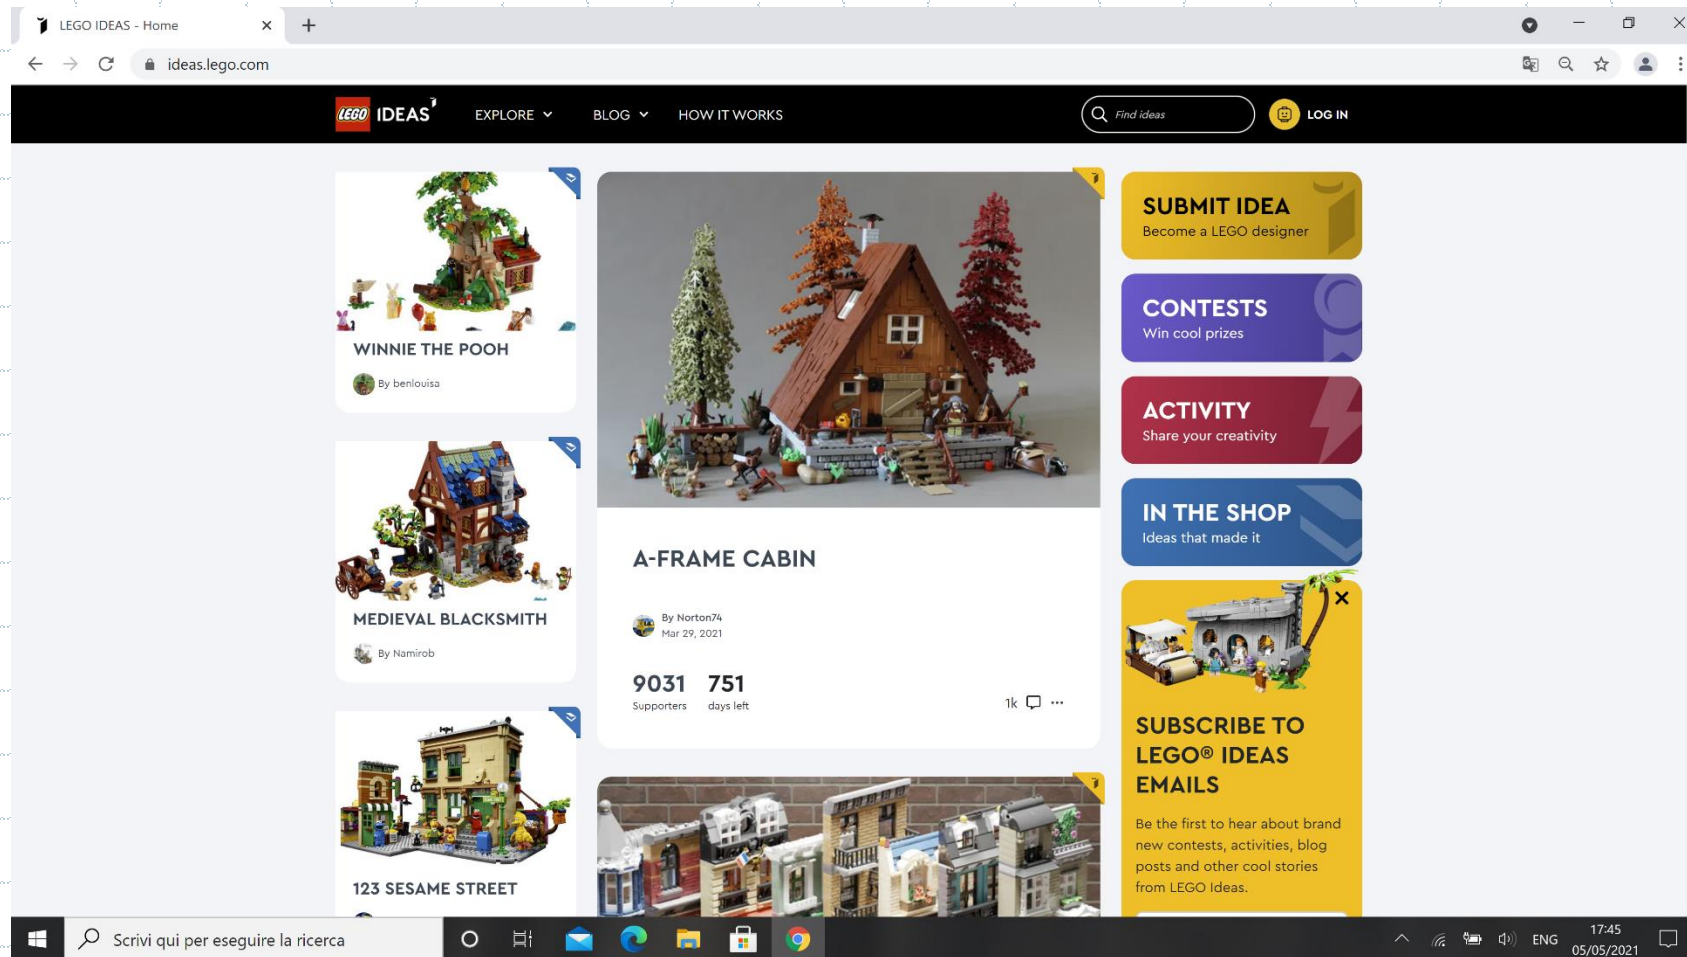 LEGO IDEAS - Home
ideas.lego.com
LEGO IDEAS
EXPLORE
BLOG
HOW IT WORKS
Find ideas
LOG IN
WINNIE THE POOH
By benlouisa
MEDIEVAL BLACKSMITH
By Namirob
123 SESAME STREET
A-FRAME CABIN
By Norton74
Mar 29, 2021
9031 751
Supporters days left
1k
SUBMIT IDEA
Become a LEGO designer
CONTESTS
Win cool prizes
ACTIVITY
Share your creativity
IN THE SHOP
Ideas that made it
SUBSCRIBE TO
LEGO® IDEAS
EMAILS
Be the first to hear about brand
new contests, activities, blog
posts and other cool stories
from LEGO Ideas.
Scrivi qui per eseguire la ricerca
ENG
17:45
05/05/2021